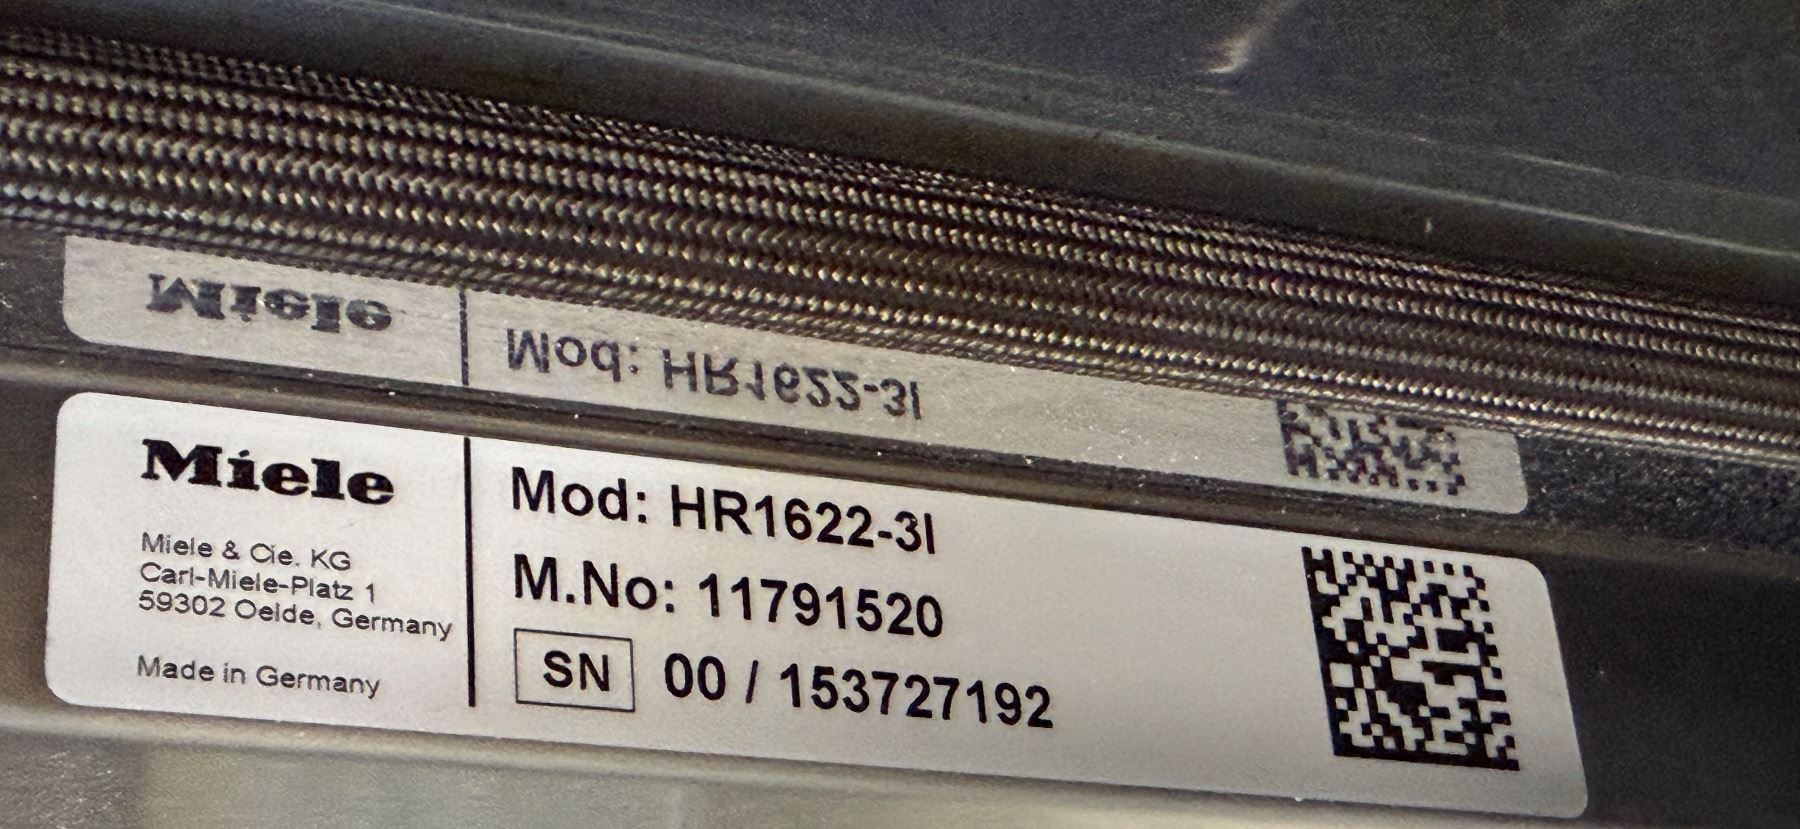 Miele
Mod: HR1622-3I
Miele
Miele & Cie. KG
Carl-Miele-Platz 1
59302 Oelde, Germany
Made in Germany
Mod: HR1622-3I
M.No: 11791520
SN 00 / 153727192